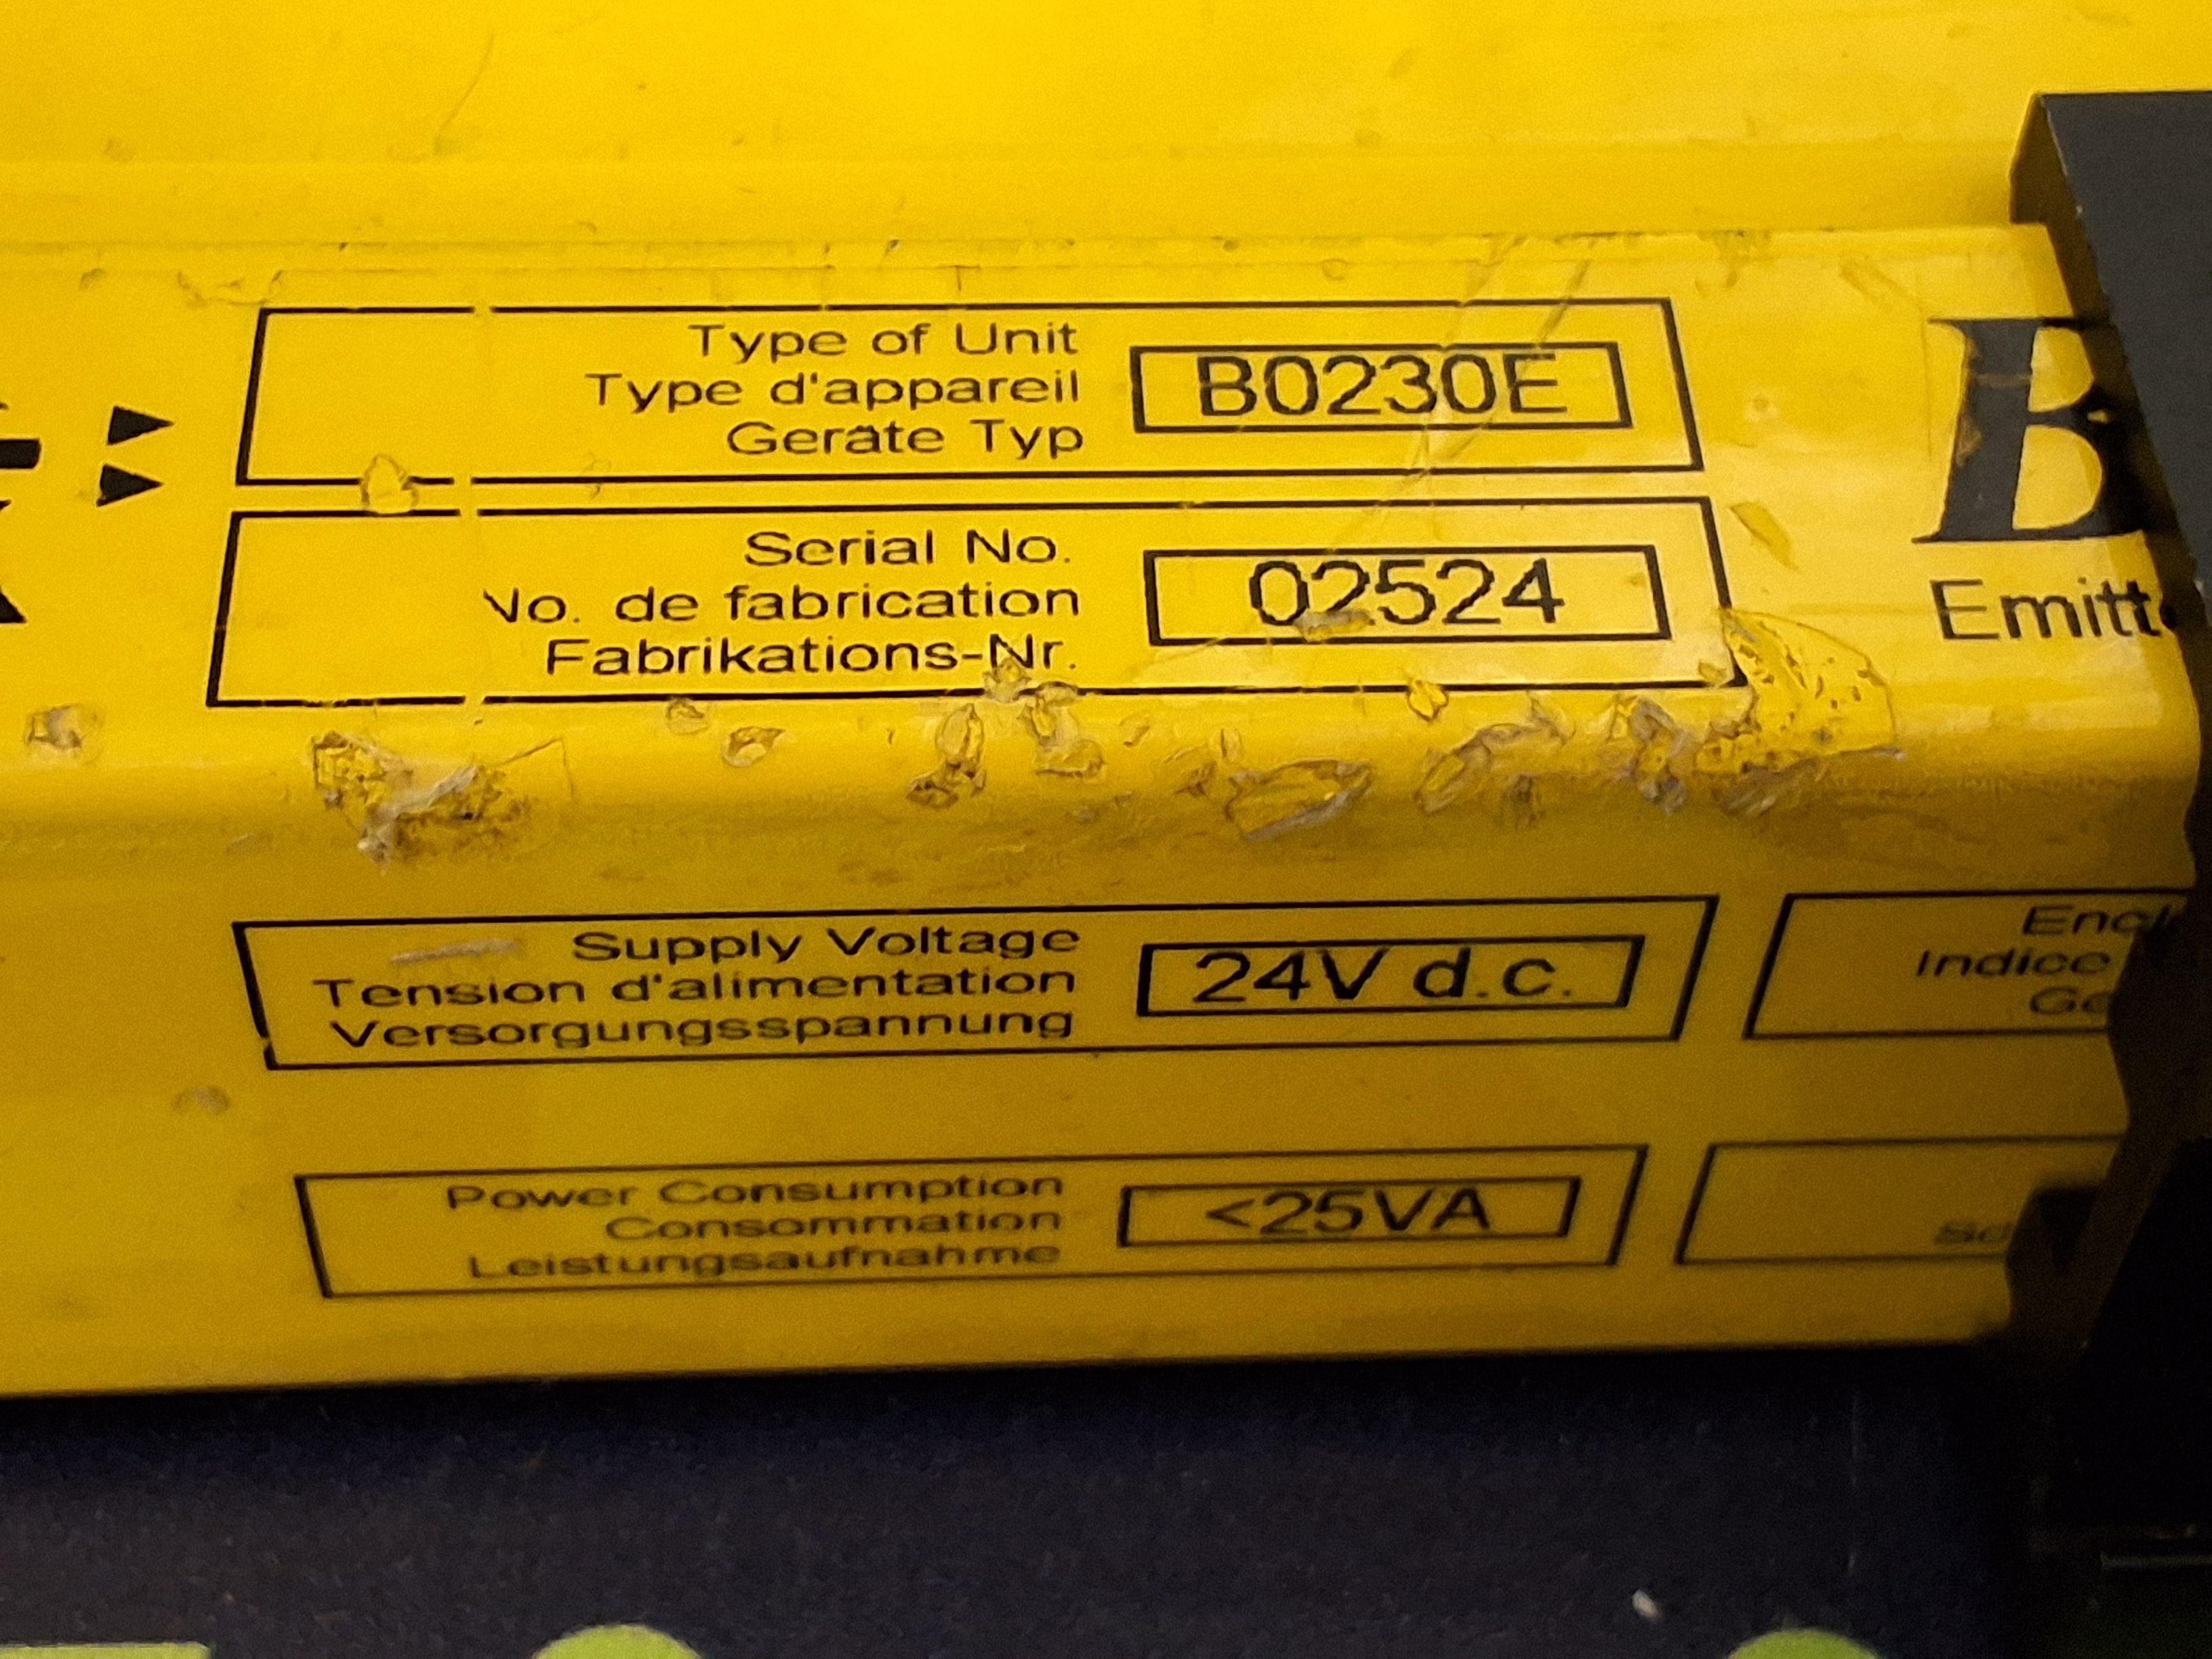 Type of Unit
Type d'appareil
Geräte Typ
B0230E
Serial No.
No. de fabrication
Fabrikations-Nr.
02524
Supply Voltage
Tension d'alimentation
Versorgungsspannung
24V d.c.
Indice
Power Consumption
Consommation
Leistungsaufnahme
<25VA